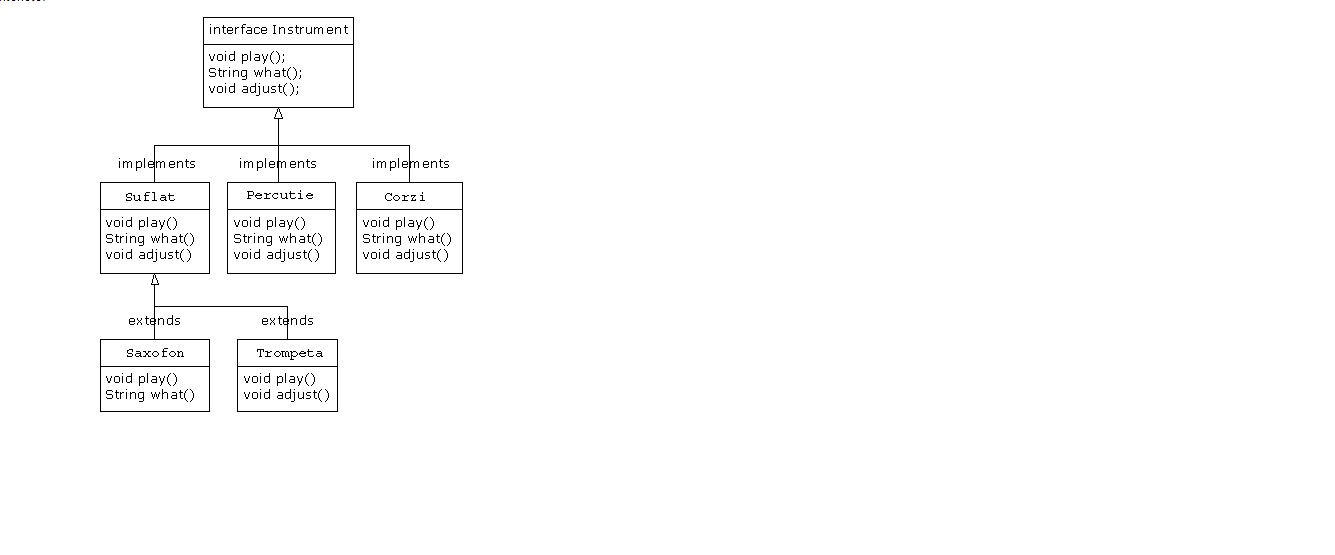 interface Instrument
void play();
String what();
void adjust();
implements implements implements
Suflat Percutie Corzi
void play() void play() void play()
String what() String what() String what()
void adjust() void adjust() void adjust()
extends extends
Saxofon Trompeta
void play() void play()
String what() void adjust()